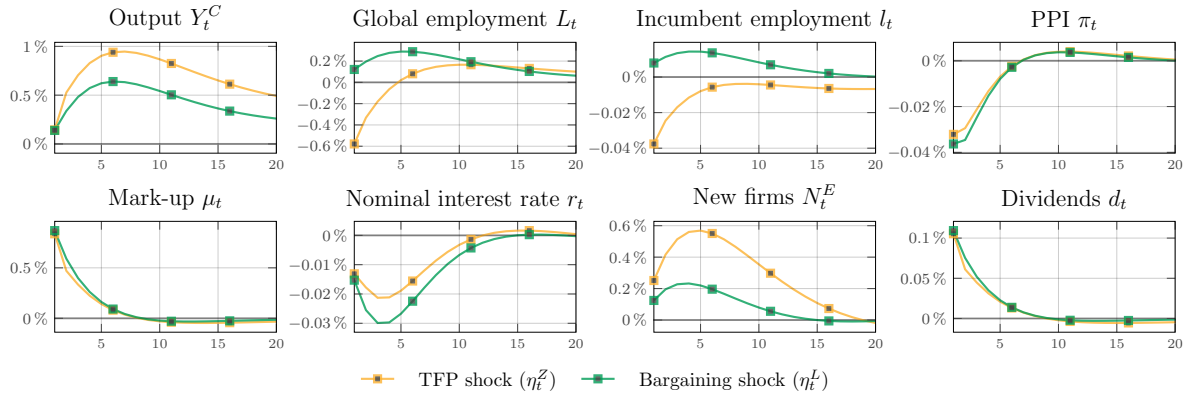 Output $Y_t^C$
Global employment $L_t$
Incumbent employment $l_t$
PPI $\pi_t$
1 %
0.5 %
0 %
5 10 15 20
0.2 %
0 %
−0.2 %
−0.4 %
−0.6 %
5 10 15 20
0 %
−0.02 %
−0.04 %
5 10 15 20
0 %
−0.02 %
−0.04 %
5 10 15 20
Mark-up $\mu_t$
Nominal interest rate $r_t$
New firms $N_t^E$
Dividends $d_t$
0.5 %
0 %
5 10 15 20
0 %
−0.01 %
−0.02 %
−0.03 %
5 10 15 20
0.6 %
0.4 %
0.2 %
0 %
5 10 15 20
0.1 %
0.05 %
0 %
5 10 15 20
TFP shock ($\eta_t^Z$)
Bargaining shock ($\eta_t^L$)